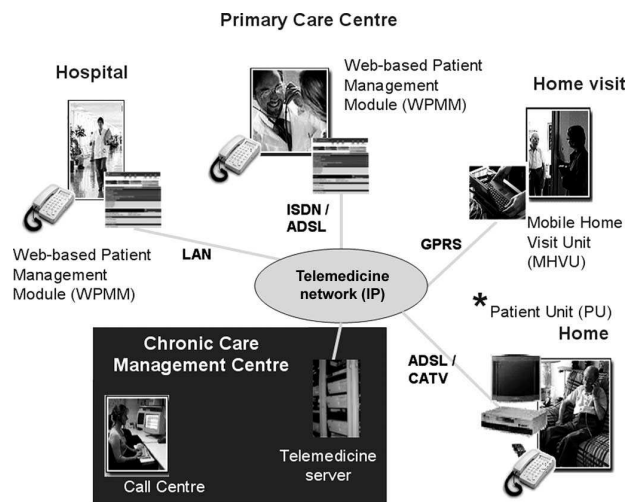 Primary Care Centre
Hospital
Web-based Patient
Management
Module (WPMM)
Home visit
ISDN /
ADSL
LAN
GPRS
Mobile Home
Visit Unit
(MHVU)
Web-based Patient
Management
Module (WPMM)
Telemedicine
network (IP)
* Patient Unit (PU)
Home
Chronic Care
Management Centre
ADSL /
CATV
Telemedicine
server
Call Centre